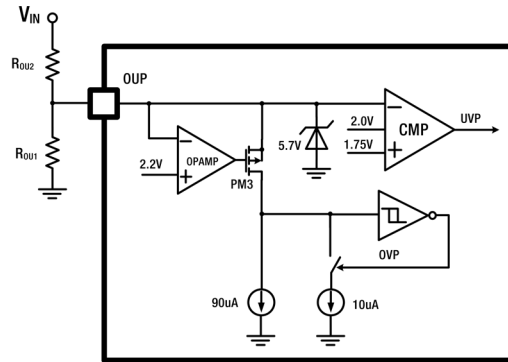 VIN
ROU2
OUP
ROU1
2.2V
OPAMP
PM3
5.7V
2.0V
1.75V
CMP
UVP
OVP
90uA
10uA